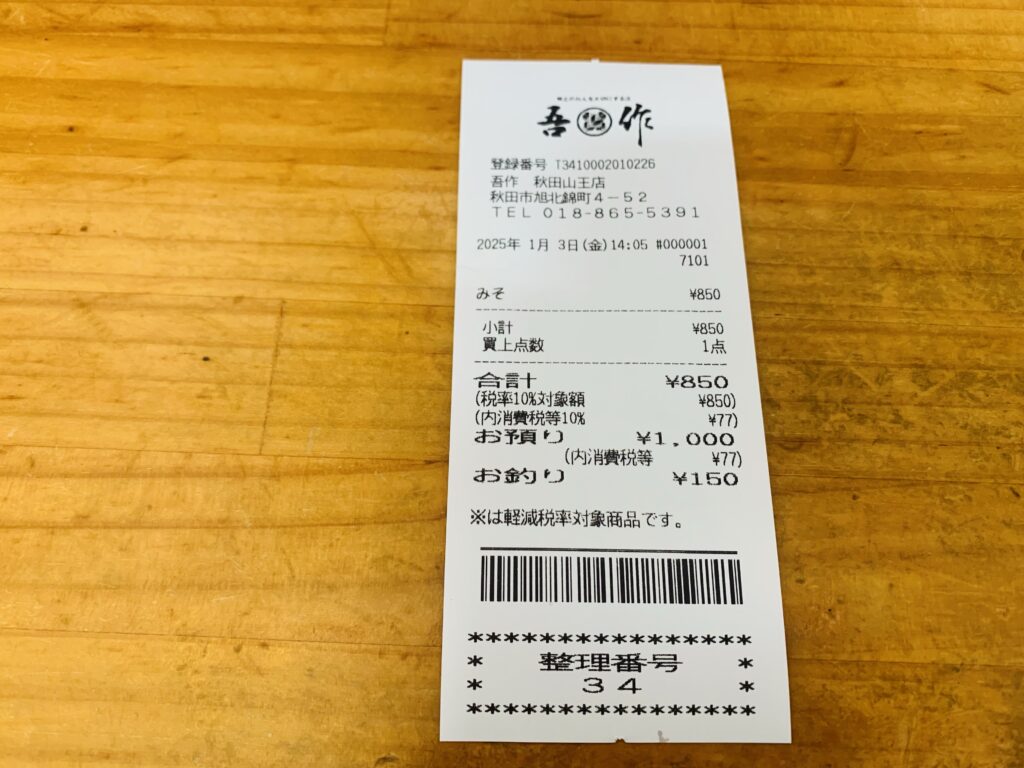 吾作
登録番号 T3410002010226
吾作 秋田山王店
秋田市旭北錦町4-52
TEL 018-865-5391
2025年 1月 3日(金)14:05 #000001
7101
みそ ¥850
小計 ¥850
買上点数 1点
合計 ¥850
(税率10%対象額 ¥850)
(内消費税等10% ¥77)
お預り ¥1,000
(内消費税等 ¥77)
お釣り ¥150
※は軽減税率対象商品です。
****************
* 整理番号 *
* 34 *
****************